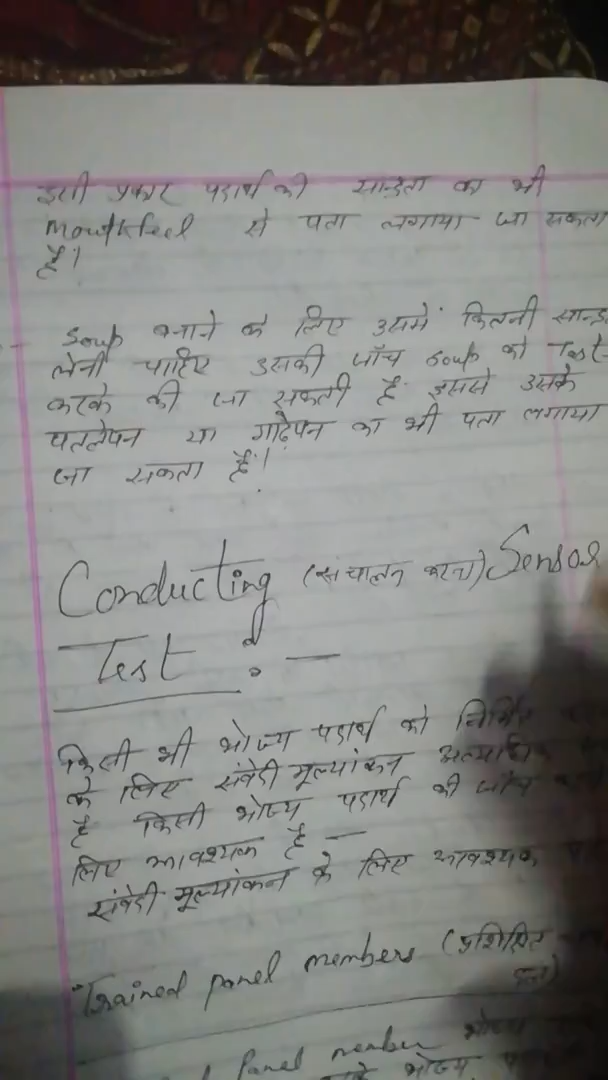 इसी प्रकार पदार्थ की सान्द्रता का भी
mouthfeel से पता लगाया जा सकता
है।
Soup बनाने के लिए उसमें कितनी सान्द्र
लेनी चाहिए इसकी जाँच soup को Test
करके की जा सकती है इससे उसके
पतलेपन या गाढ़ेपन का भी पता लगाया
जा सकता है।
Conducting (संचालन करना) Sensor
Test :-
किसी भी भोज्य पदार्थ को निर्मित
के लिए संवेदी मूल्यांकन अत्याधिक
है किसी भोज्य पदार्थ की जाँच
लिए आवश्यक है —
संवेदी मूल्यांकन के लिए आवश्यक
Trained panel members (प्रशिक्षित
Panel member भोज्य
भोज्य